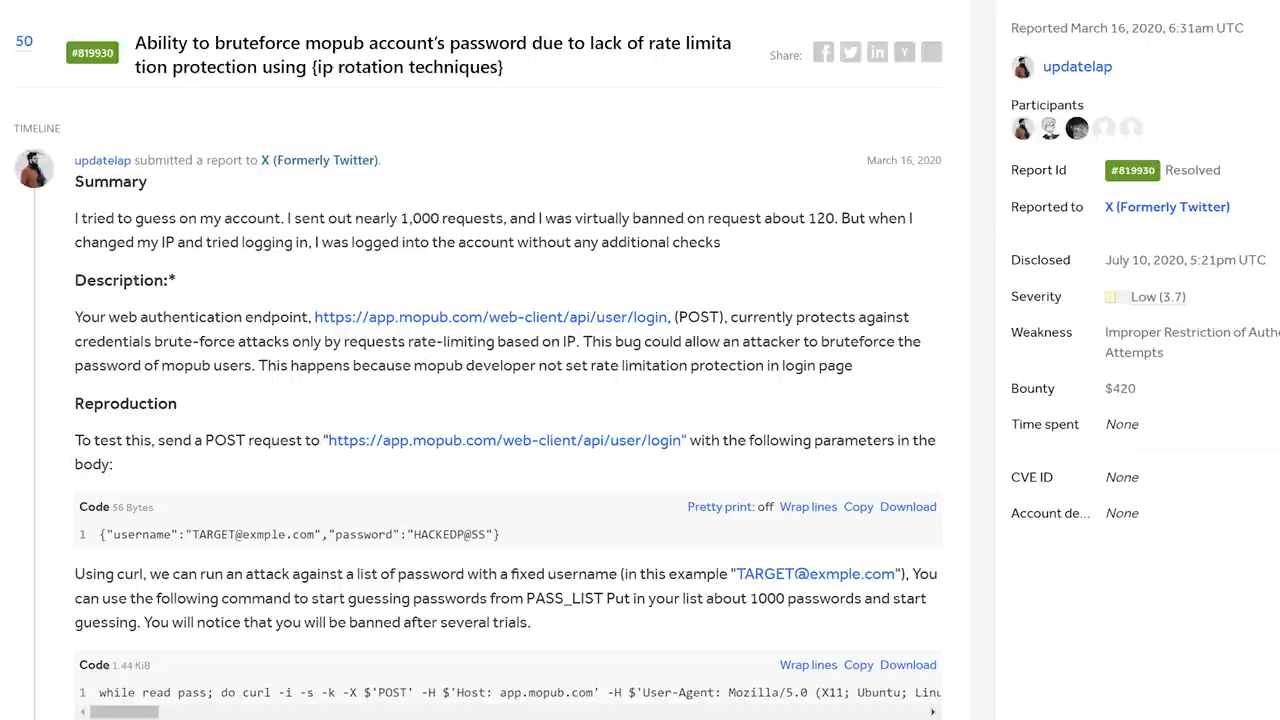 50
#819930
Ability to bruteforce mopub account's password due to lack of rate limita
tion protection using {ip rotation techniques}
Share:
TIMELINE
updatelap submitted a report to X (Formerly Twitter).
March 16, 2020
Summary
I tried to guess on my account. I sent out nearly 1,000 requests, and I was virtually banned on request about 120. But when I
changed my IP and tried logging in, I was logged into the account without any additional checks
Description:*
Your web authentication endpoint, https://app.mopub.com/web-client/api/user/login, (POST), currently protects against
credentials brute-force attacks only by requests rate-limiting based on IP. This bug could allow an attacker to bruteforce the
password of mopub users. This happens because mopub developer not set rate limitation protection in login page
Reproduction
To test this, send a POST request to "https://app.mopub.com/web-client/api/user/login" with the following parameters in the
body:
Code 56 Bytes
Pretty print: off Wrap lines Copy Download
1 {"username":"TARGET@exmple.com","password":"HACKEDP@SS"}
Using curl, we can run an attack against a list of password with a fixed username (in this example "TARGET@exmple.com"), You
can use the following command to start guessing passwords from PASS_LIST Put in your list about 1000 passwords and start
guessing. You will notice that you will be banned after several trials.
Code 1.44 KiB
Wrap lines Copy Download
1 while read pass; do curl -i -s -k -X $'POST' -H $'Host: app.mopub.com' -H $'User-Agent: Mozilla/5.0 (X11; Ubuntu; Linu
Reported March 16, 2020, 6:31am UTC
updatelap
Participants
Report Id #819930 Resolved
Reported to X (Formerly Twitter)
Disclosed July 10, 2020, 5:21pm UTC
Severity Low (3.7)
Weakness Improper Restriction of Authe
Attempts
Bounty $420
Time spent None
CVE ID None
Account de... None